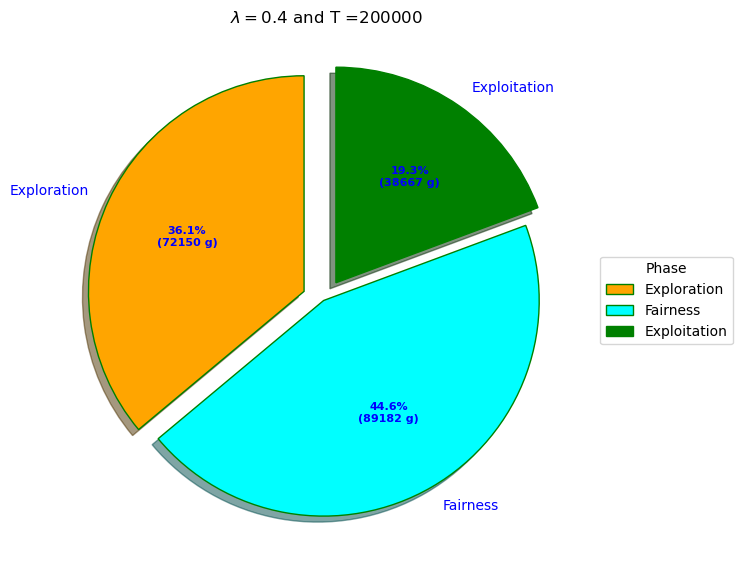 λ = 0.4 and T =200000
Exploitation
19.3%
(38667 g)
Exploration
36.1%
(72150 g)
44.6%
(89182 g)
Fairness
Phase
Exploration
Fairness
Exploitation